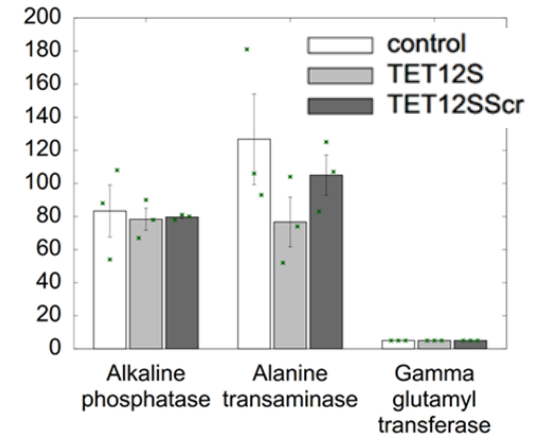 200
180
160
140
120
100
80
60
40
20
0
control
TET12S
TET12SScr
Alkaline
phosphatase
Alanine
transaminase
Gamma
glutamyl
transferase